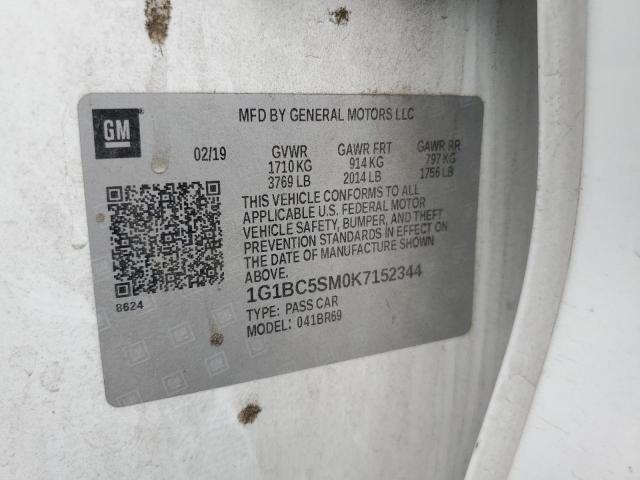 GM
MFD BY GENERAL MOTORS LLC
02/19 GVWR GAWR FRT GAWR RR
1710 KG 914 KG 797 KG
3769 LB 2014 LB 1756 LB
THIS VEHICLE CONFORMS TO ALL
APPLICABLE U.S. FEDERAL MOTOR
VEHICLE SAFETY, BUMPER, AND THEFT
PREVENTION STANDARDS IN EFFECT ON
THE DATE OF MANUFACTURE SHOWN
ABOVE.
8624
1G1BC5SM0K7152344
TYPE: PASS CAR
MODEL: 041BR69